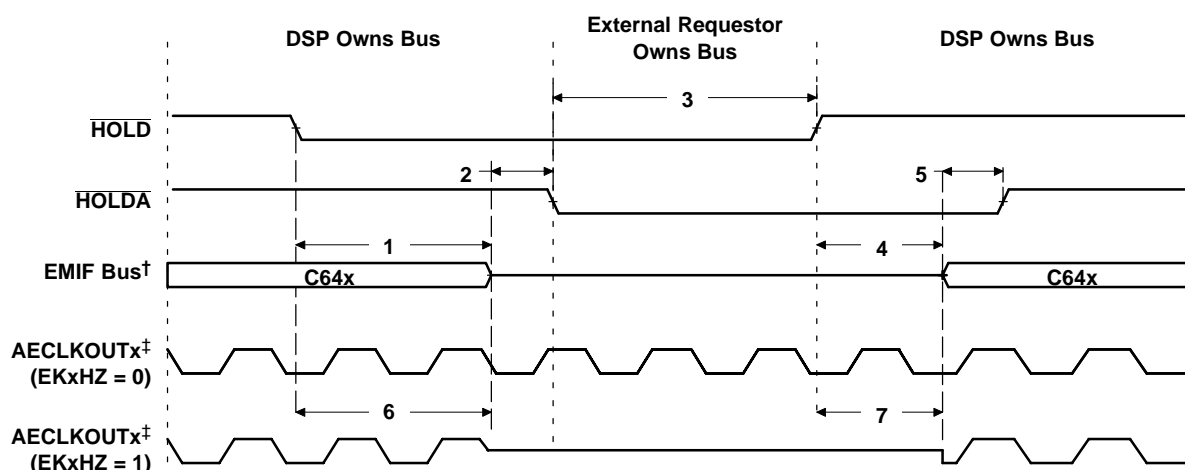 DSP Owns Bus
External Requestor
Owns Bus
DSP Owns Bus
3
HOLD
2
5
HOLDA
1
4
EMIF Bus†
C64x
C64x
AECLKOUTx‡
(EKxHZ = 0)
6
7
AECLKOUTx‡
(EKxHZ = 1)